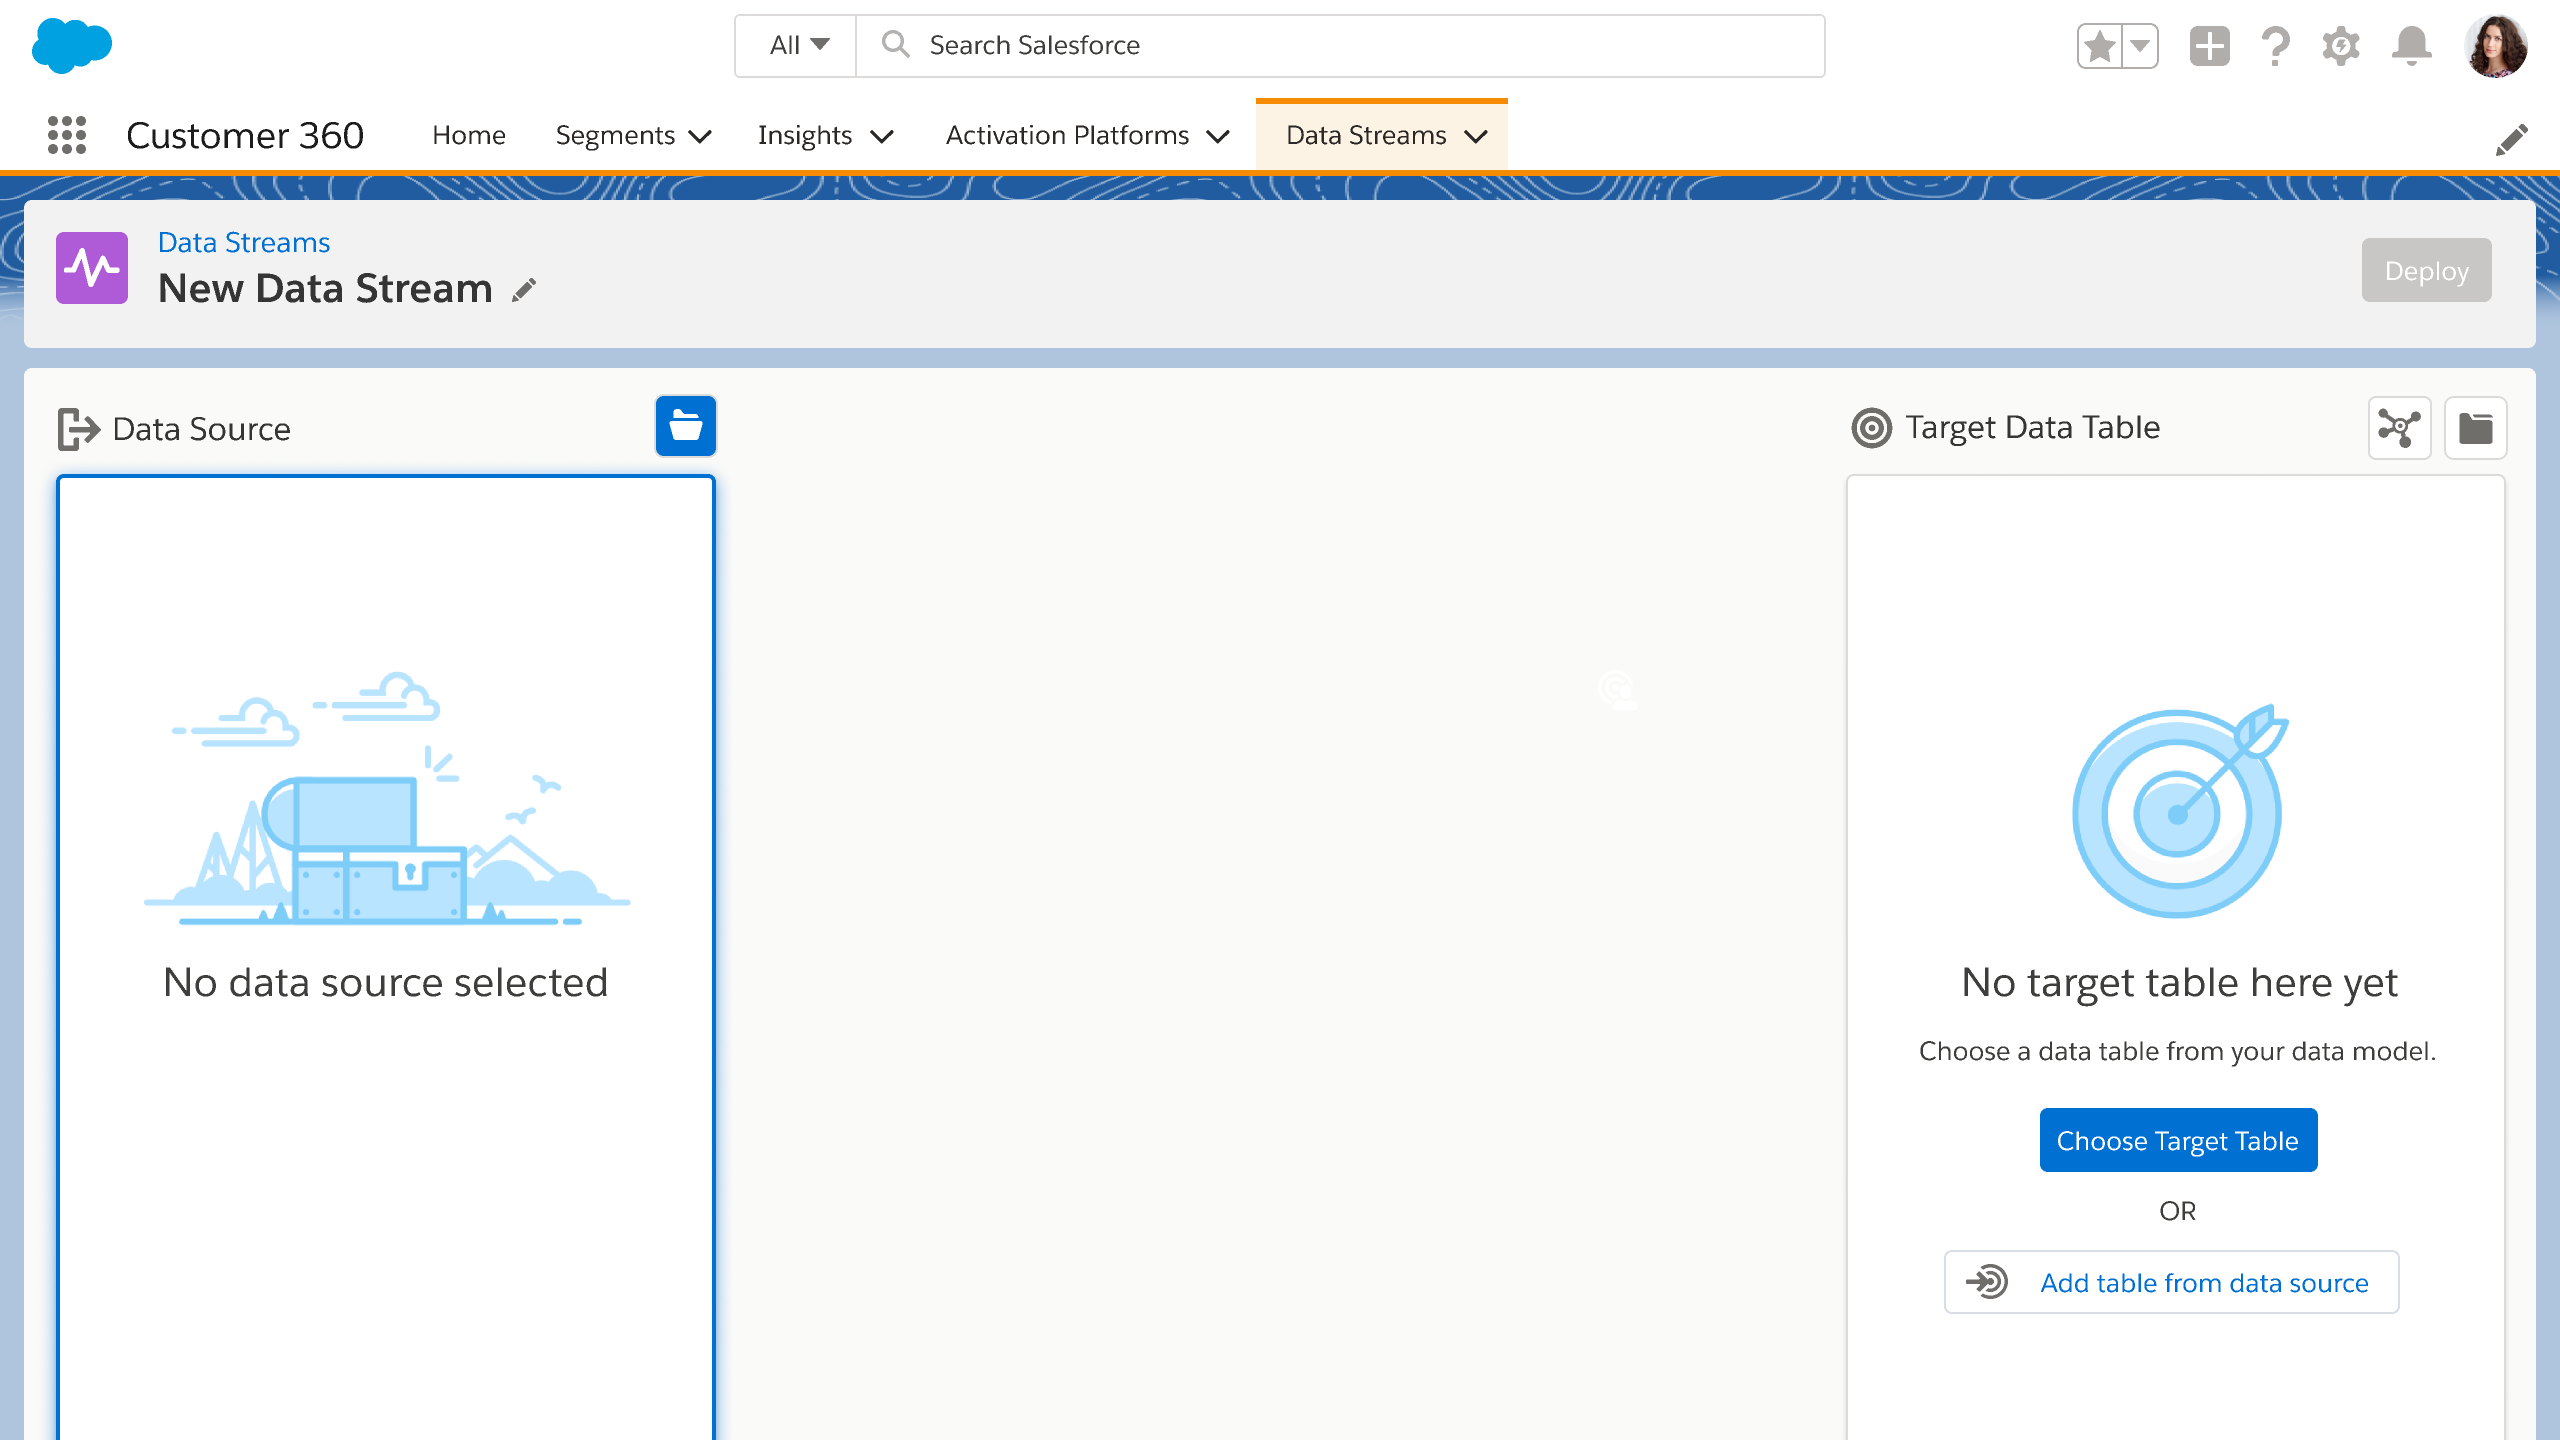 All
Search Salesforce
Customer 360
Home
Segments
Insights
Activation Platforms
Data Streams
Data Streams
New Data Stream
Deploy
Data Source
Target Data Table
No data source selected
No target table here yet
Choose a data table from your data model.
Choose Target Table
OR
Add table from data source